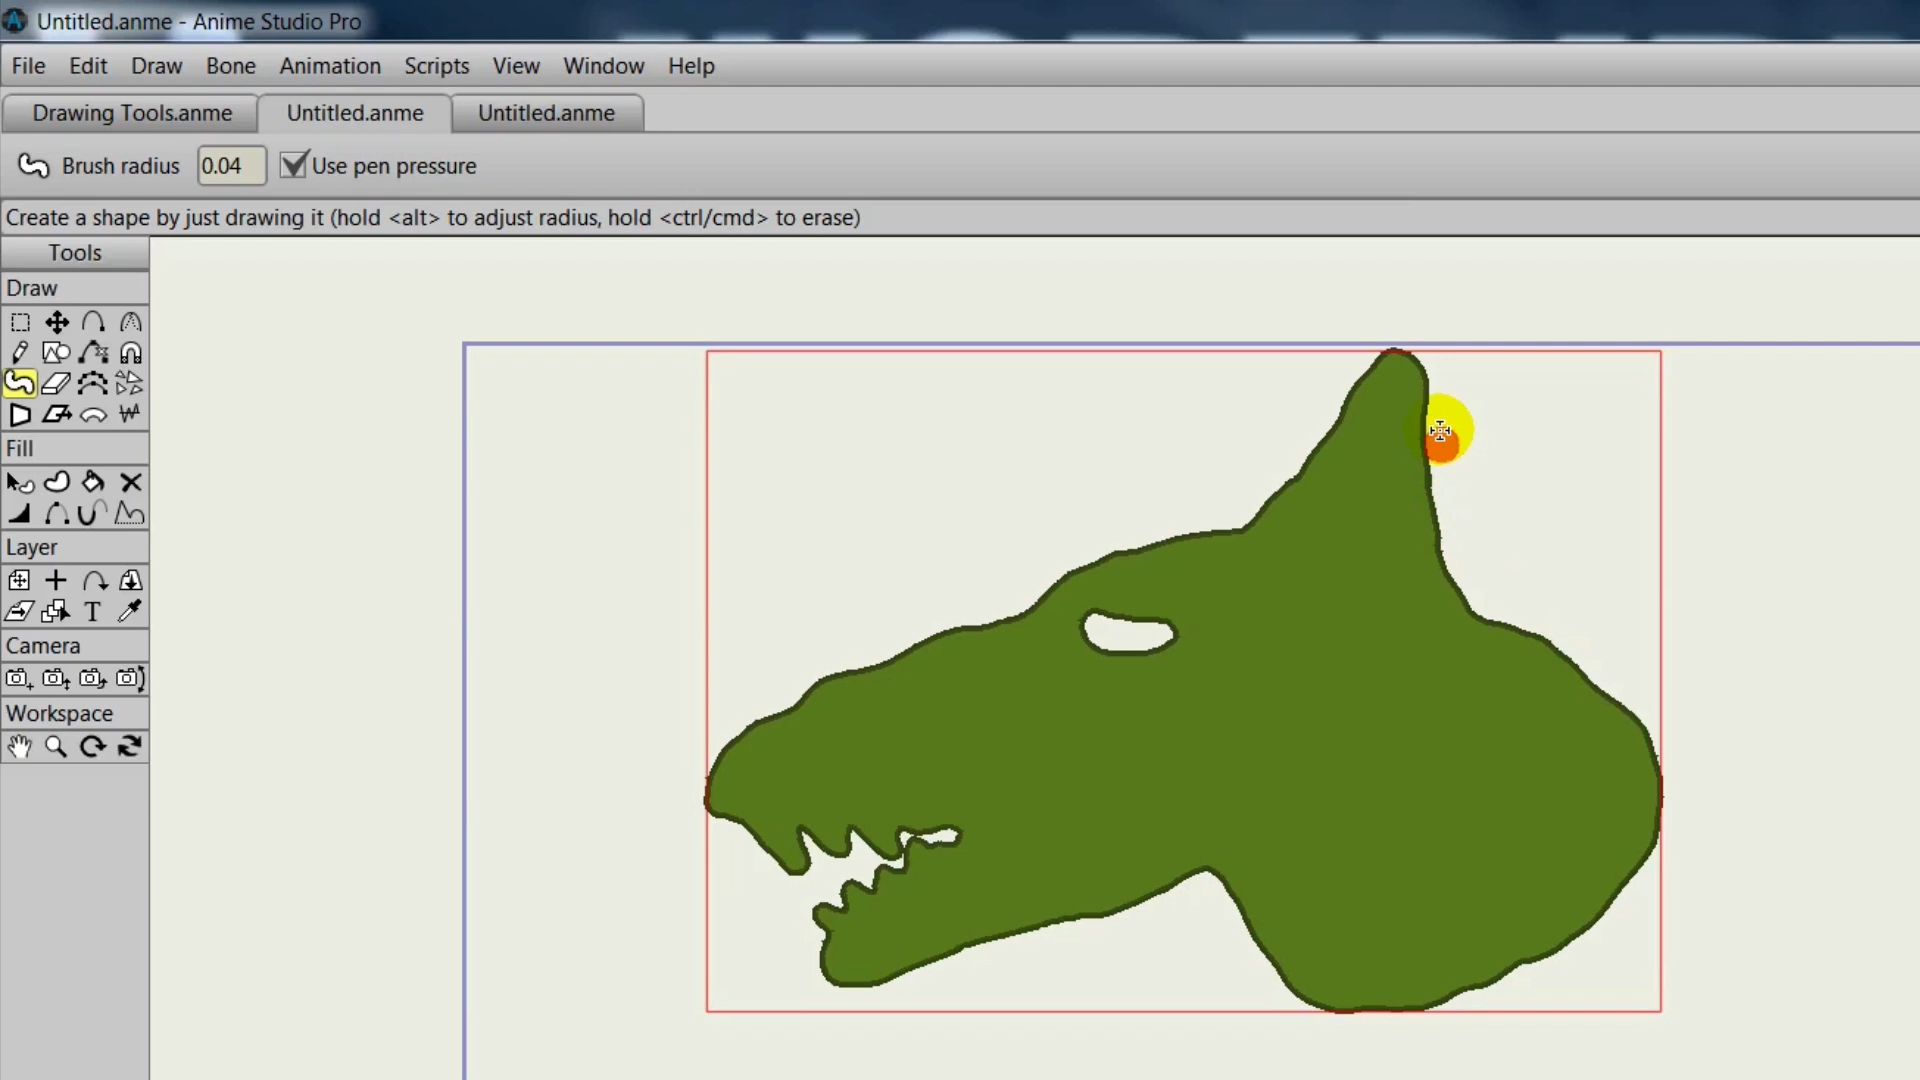 Untitled.anme - Anime Studio Pro
File Edit Draw Bone Animation Scripts View Window Help
Drawing Tools.anme Untitled.anme Untitled.anme
Brush radius 0.04 Use pen pressure
Create a shape by just drawing it (hold <alt> to adjust radius, hold <ctrl/cmd> to erase)
Tools
Draw
Fill
Layer
T
Camera
Workspace